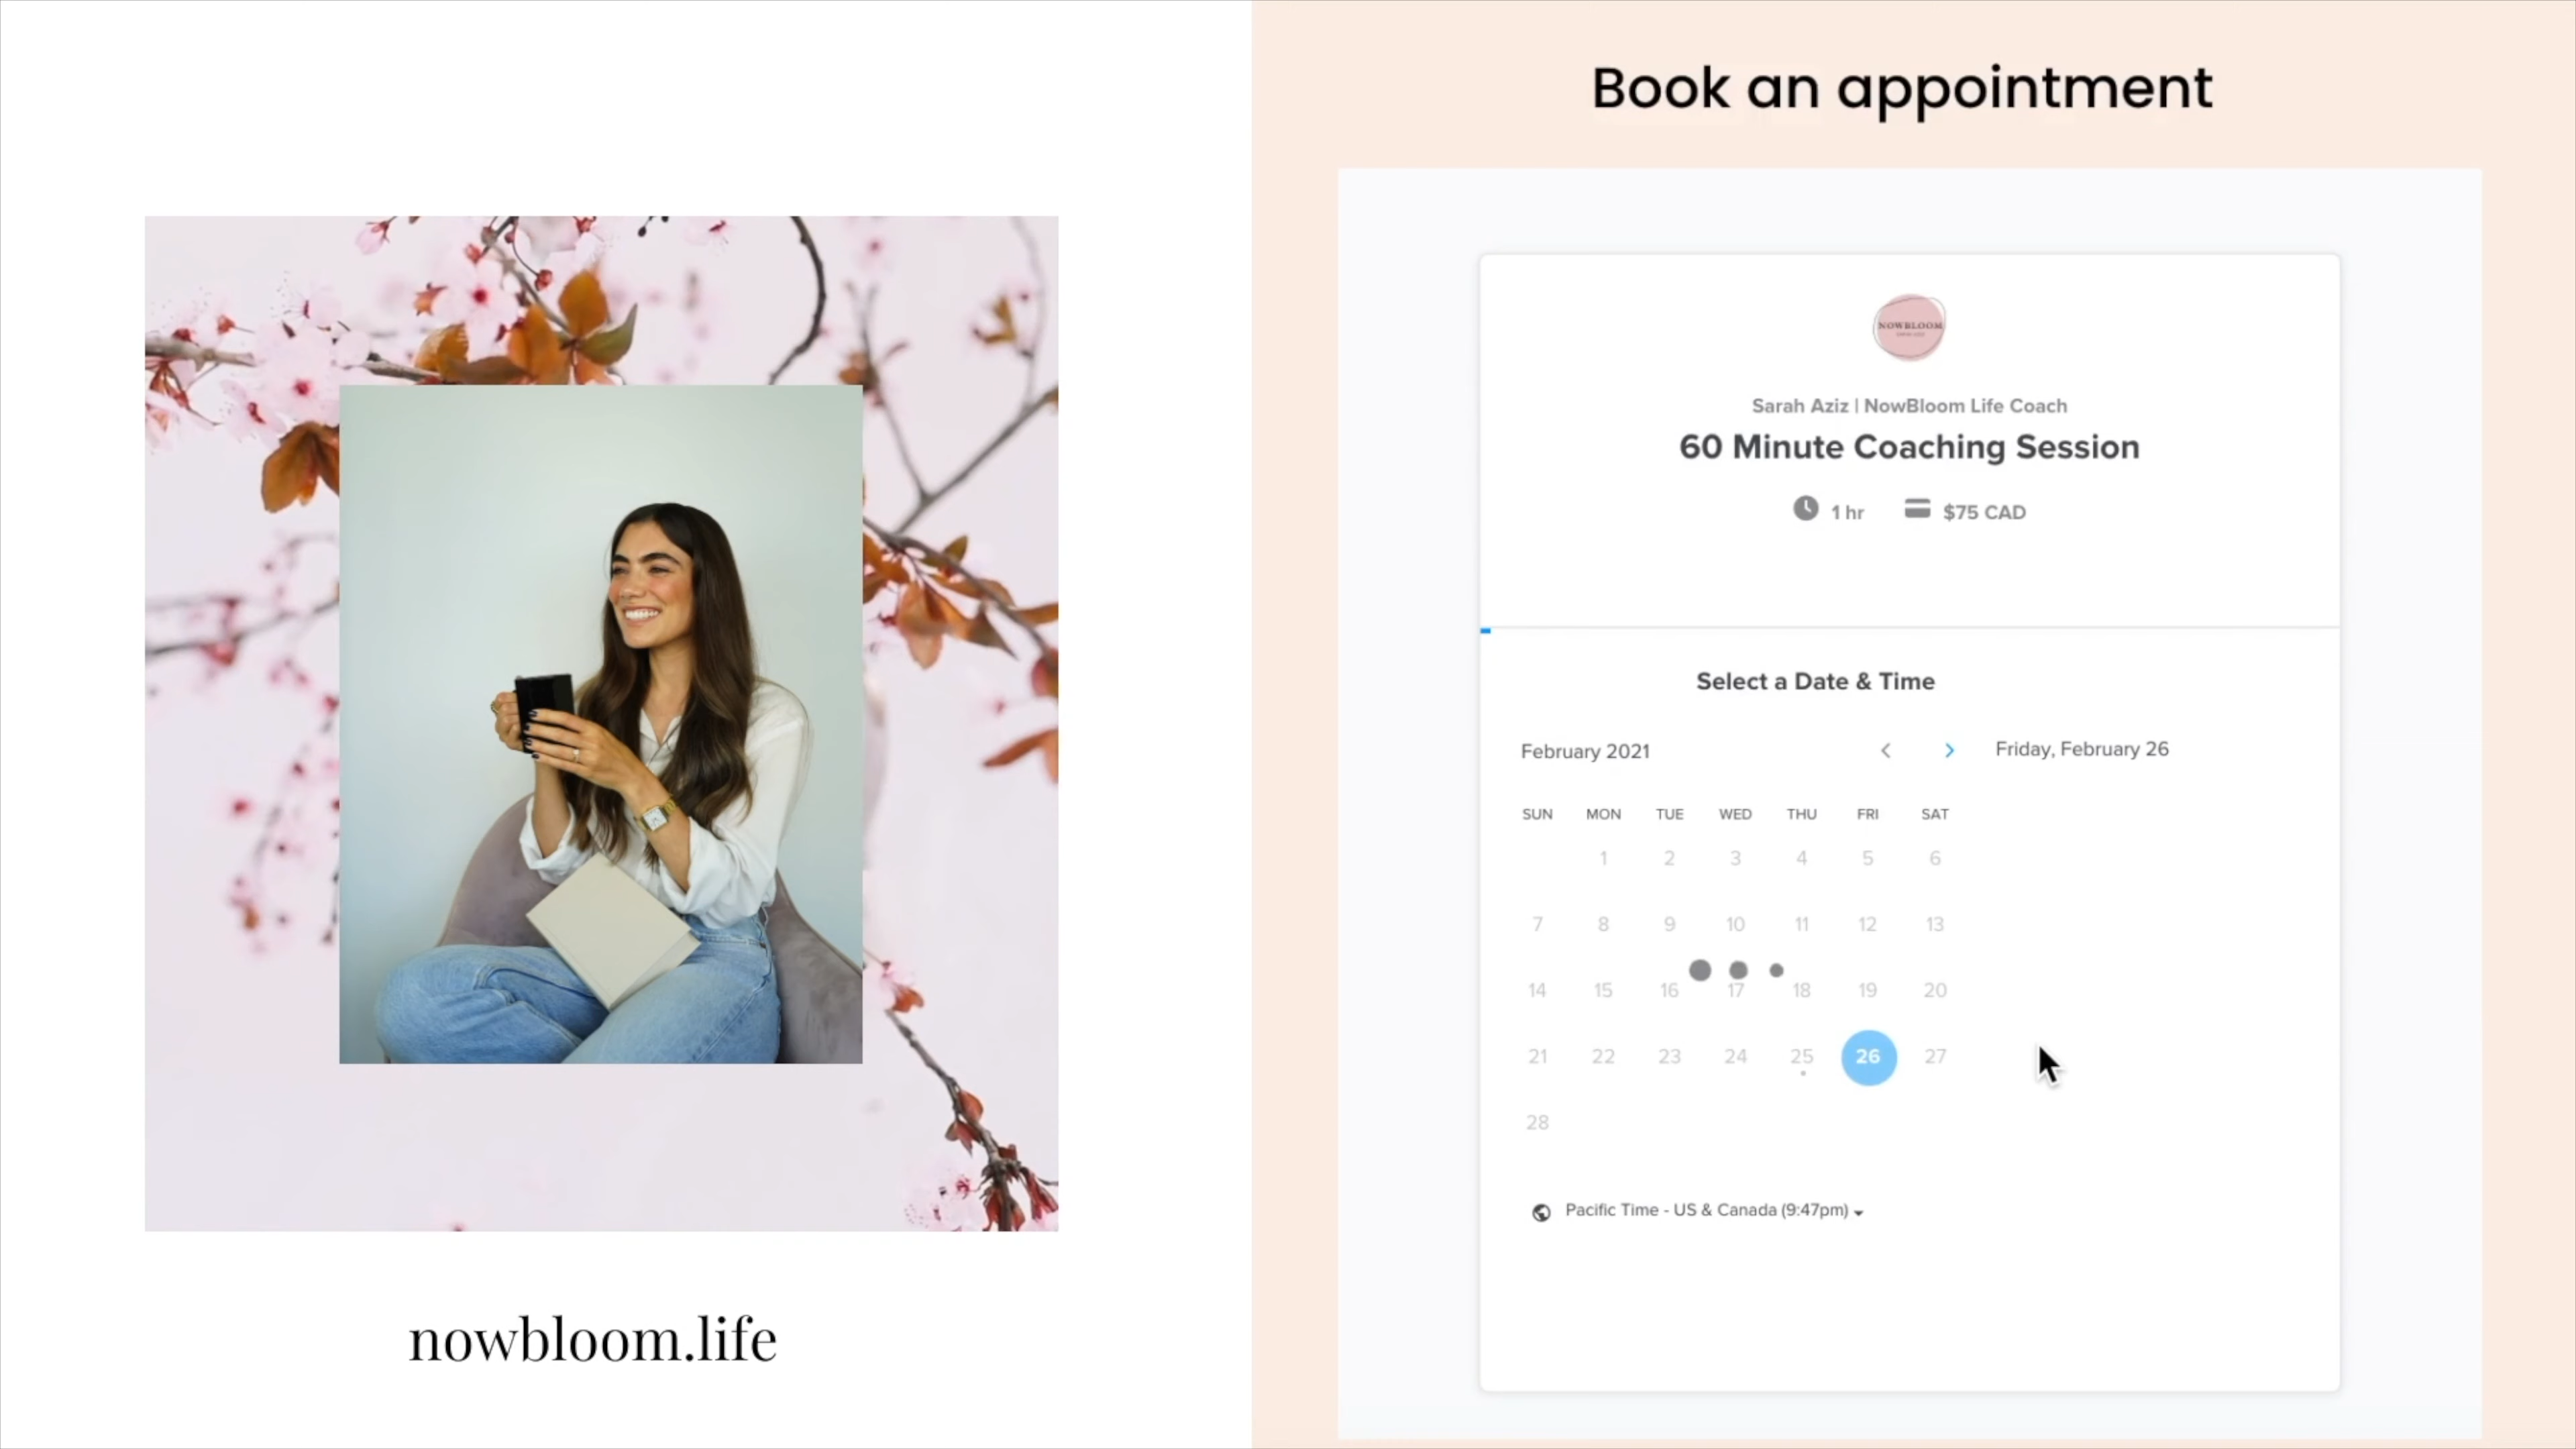 Book an appointment
NOWBLOOM
Sarah Aziz | NowBloom Life Coach
60 Minute Coaching Session
1 hr $75 CAD
Select a Date & Time
February 2021 Friday, February 26
SUN MON TUE WED THU FRI SAT
1 2 3 4 5 6
7 8 9 10 11 12 13
14 15 16 17 18 19 20
21 22 23 24 25 26 27
28
Pacific Time - US & Canada (9:47pm)
nowbloom.life